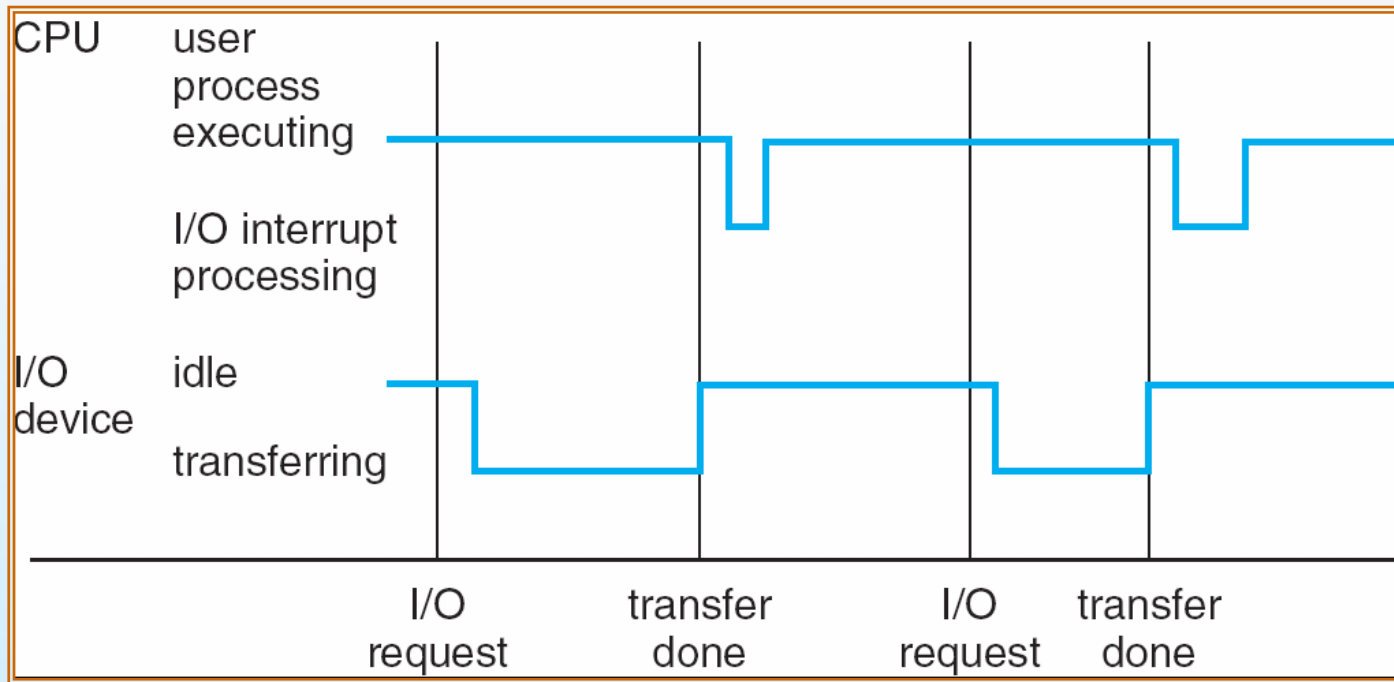 CPU user
process
executing
I/O interrupt
processing
I/O idle
device
transferring
I/O transfer I/O transfer
request done request done